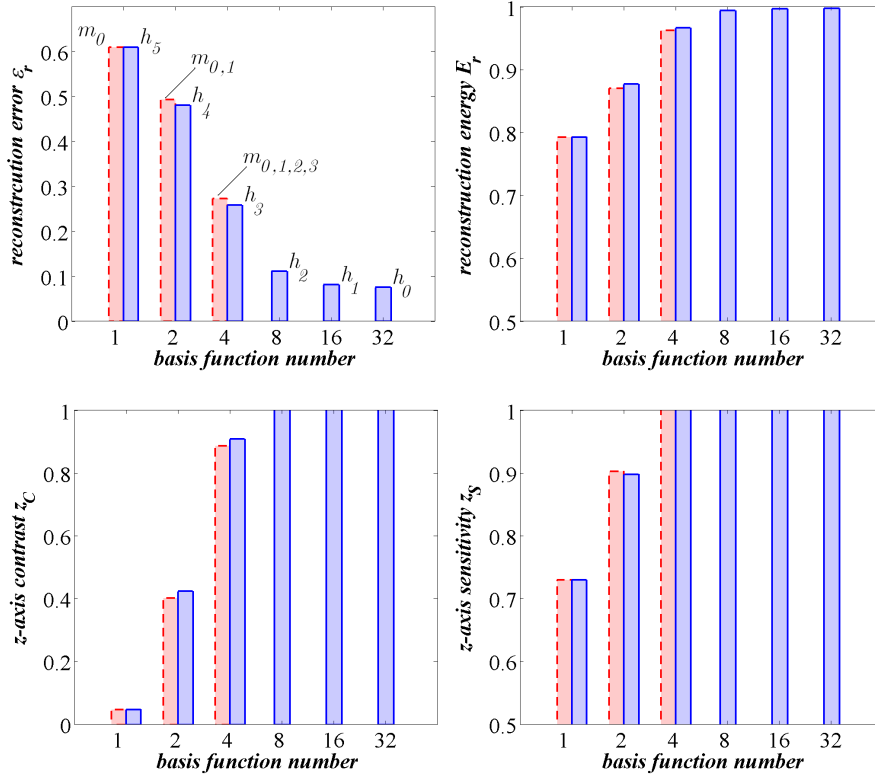 reconstrcution error εr
0.6
0.5
0.4
0.3
0.2
0.1
0
m0
h5
m0,1
h4
m0,1,2,3
h3
h2
h1
h0
1 2 4 8 16 32
basis function number
reconstruction energy Er
1
0.9
0.8
0.7
0.6
0.5
1 2 4 8 16 32
basis function number
z-axis contrast zC
1
0.8
0.6
0.4
0.2
0
1 2 4 8 16 32
basis function number
z-axis sensitivity zS
1
0.9
0.8
0.7
0.6
0.5
1 2 4 8 16 32
basis function number